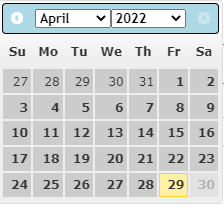 April 2022
Su Mo Tu We Th Fr Sa
27 28 29 30 31 1 2
3 4 5 6 7 8 9
10 11 12 13 14 15 16
17 18 19 20 21 22 23
24 25 26 27 28 29 30